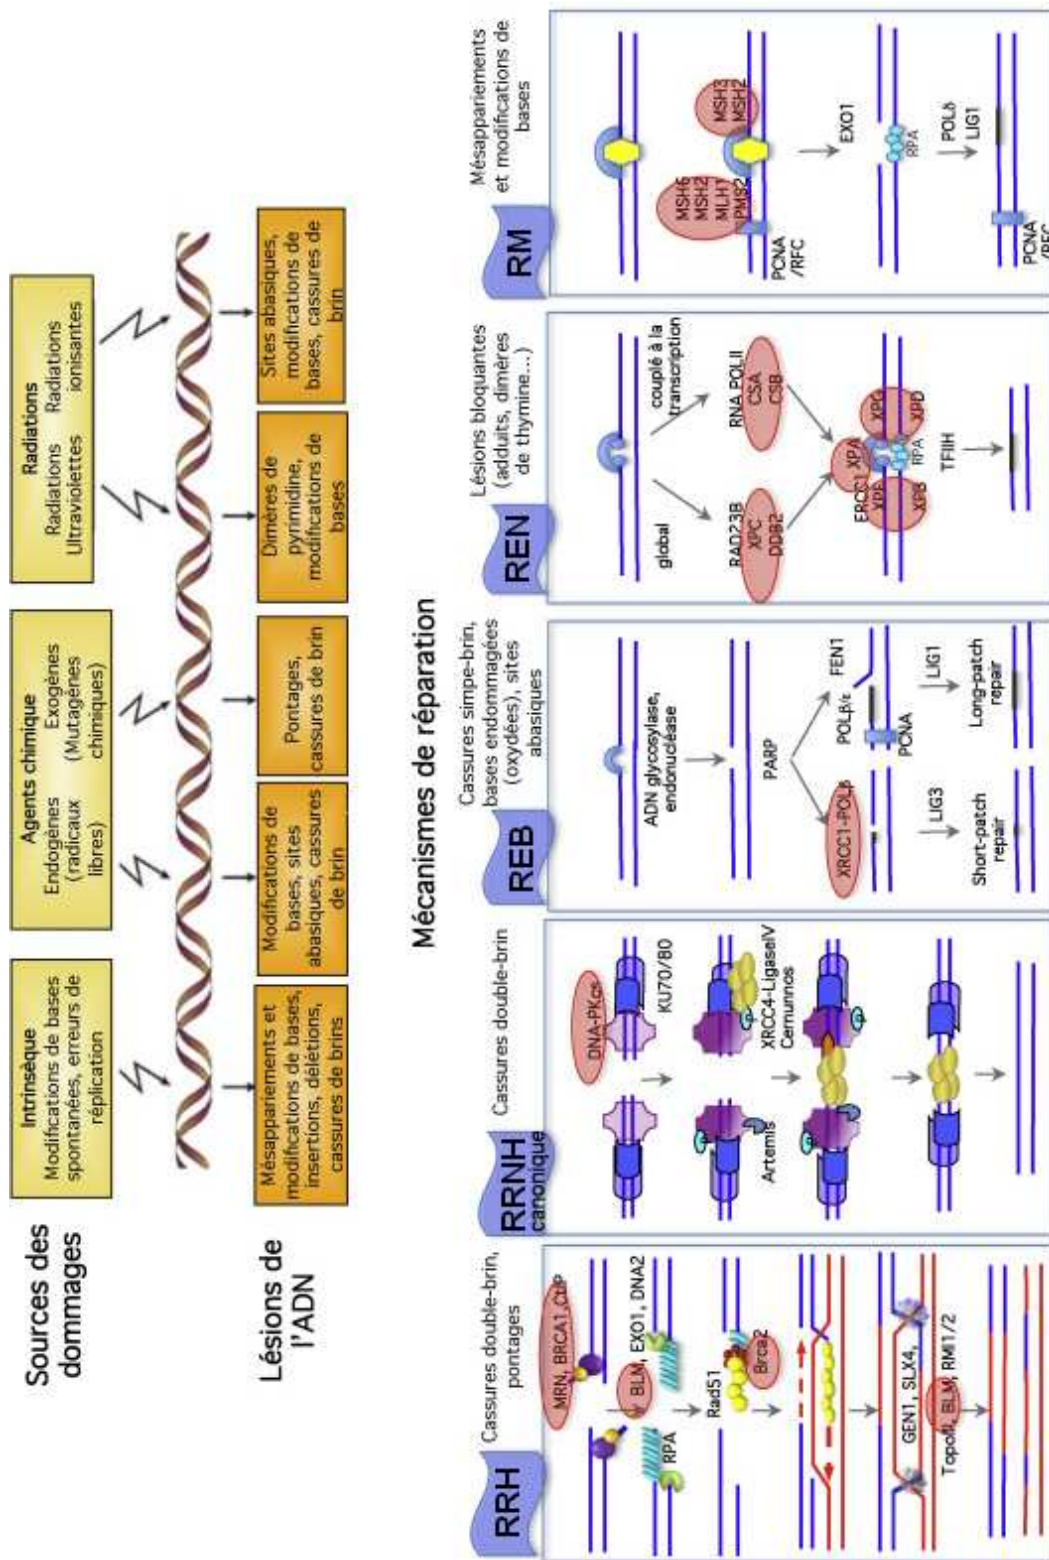 Sources des
dommages
Intrinsèque
Modifications de bases
spontanées, erreurs de
réplication
Agents chimique
Endogènes
(radicaux
libres)
Exogènes
(Mutagènes
chimiques)
Radiations
Radiations
Ultraviolettes
Radiations
ionisantes
Lésions de
l'ADN
Mésappariements et
modifications de bases,
insertions, délétions,
cassures de brins
Modifications de
bases, sites
abasiques, cassures
de brin
Pontages,
cassures de brin
Dimères de
pyrimidine,
modifications de
bases
Sites abasiques,
modifications de
bases, cassures de
brin
Mécanismes de réparation
RRH
Cassures double-brin,
pontages
MRN, BRCA1, CtIP
BLM, EXO1, DNA2
RPA
Rad51
Brca2
GEN1, SLX4,
TopoIII, BLM, RMI1/2
RRNH
canonique
Cassures double-brin
DNA-PKcs
KU70/80
P
P
Artemis
XRCC4-LigaseIV
Cernunnos
P
P
REB
Cassures simpe-brin,
bases endommagées
(oxydées), sites
abasiques
ADN glycosylase,
endonucléase
PARP
XRCC1-POLβ
POLβ/ε
FEN1
PCNA
LIG3
LIG1
Short-patch
repair
Long-patch
repair
REN
Lésions bloquantes
(adduits, dimères
de thymine...)
global
couplé à la
transcription
RAD23B
XPC
DDB2
RNA POLII
CSA
CSB
ERCC1
XPF
XPA
XPG
RPA
XPB
XPD
TFIIH
RM
Mésappariements
et modifications de
bases
MSH6
MSH2
MLH1
PMS2
MSH3
MSH2
PCNA
/RFC
EXO1
RPA
POLδ
LIG1
PCNA
/RFC